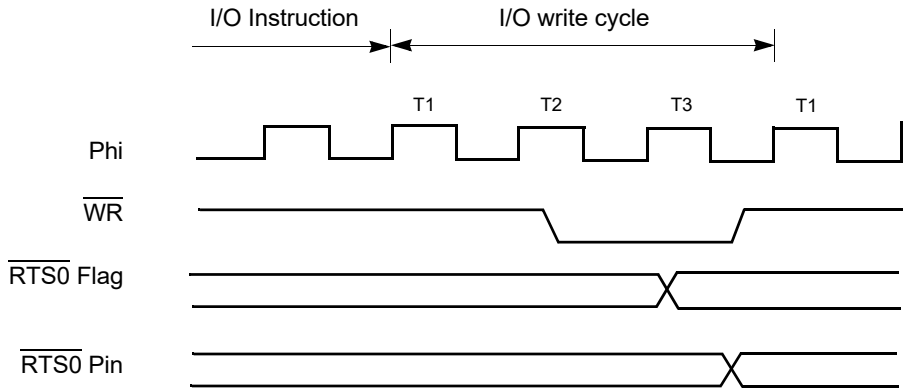 I/O Instruction I/O write cycle
T1 T2 T3 T1
Phi
WR
RTS0 Flag
RTS0 Pin